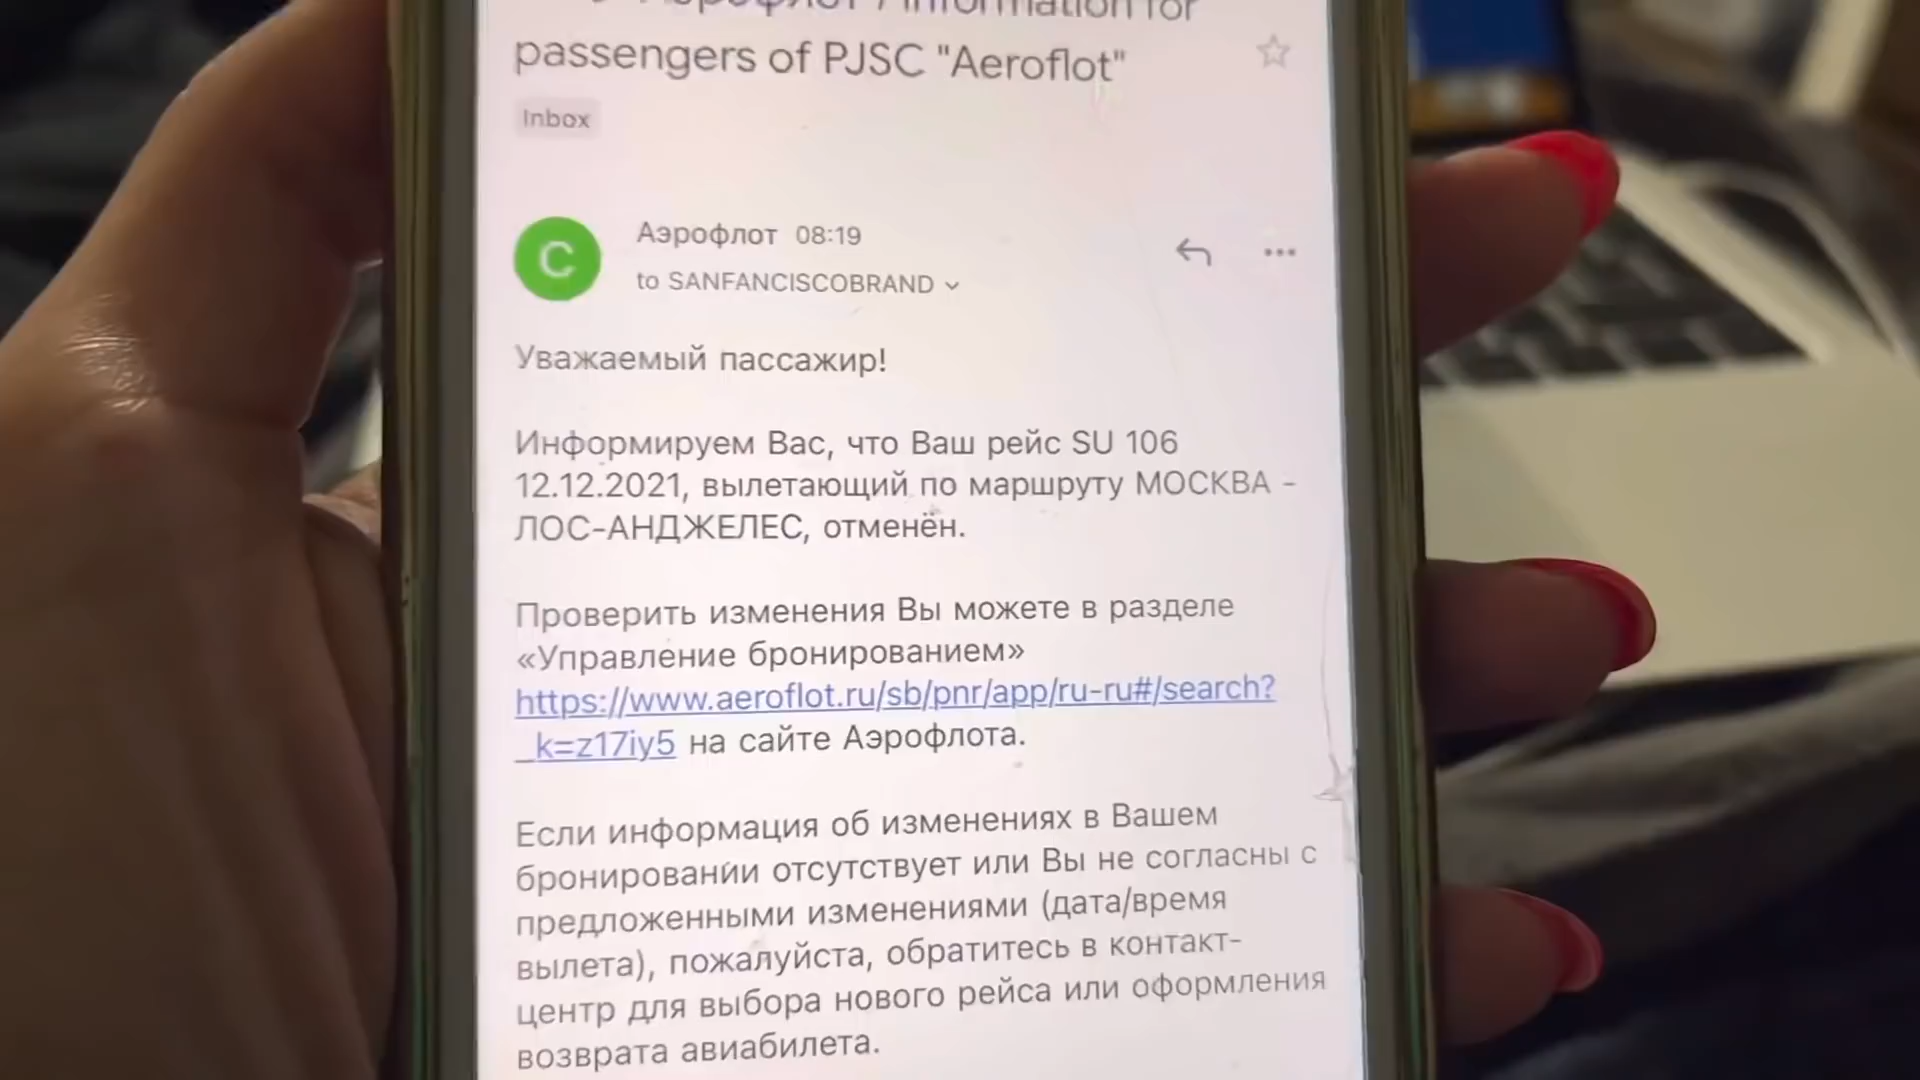 Аэрофлот / Information for
passengers of PJSC "Aeroflot"
Inbox
С
Аэрофлот 08:19
to SANFANCISCOBRAND
Уважаемый пассажир!
Информируем Вас, что Ваш рейс SU 106
12.12.2021, вылетающий по маршруту МОСКВА -
ЛОС-АНДЖЕЛЕС, отменён.
Проверить изменения Вы можете в разделе
«Управление бронированием»
https://www.aeroflot.ru/sb/pnr/app/ru-ru#/search?
_k=z17iy5 на сайте Аэрофлота.
Если информация об изменениях в Вашем
бронировании отсутствует или Вы не согласны с
предложенными изменениями (дата/время
вылета), пожалуйста, обратитесь в контакт-
центр для выбора нового рейса или оформления
возврата авиабилета.